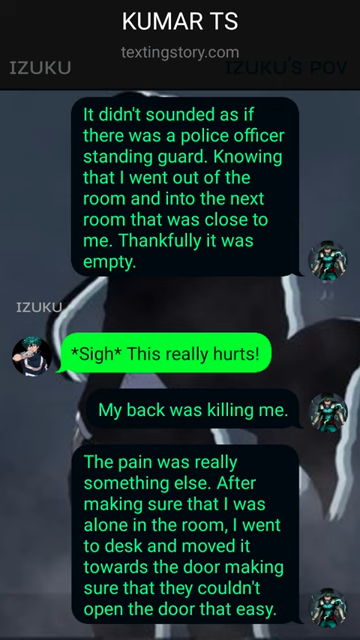 KUMAR TS
textingstory.com
IZUKU
IZUKU'S POV
It didn't sounded as if
there was a police officer
standing guard. Knowing
that I went out of the
room and into the next
room that was close to
me. Thankfully it was
empty.
IZUKU
*Sigh* This really hurts!
My back was killing me.
The pain was really
something else. After
making sure that I was
alone in the room, I went
to desk and moved it
towards the door making
sure that they couldn't
open the door that easy.